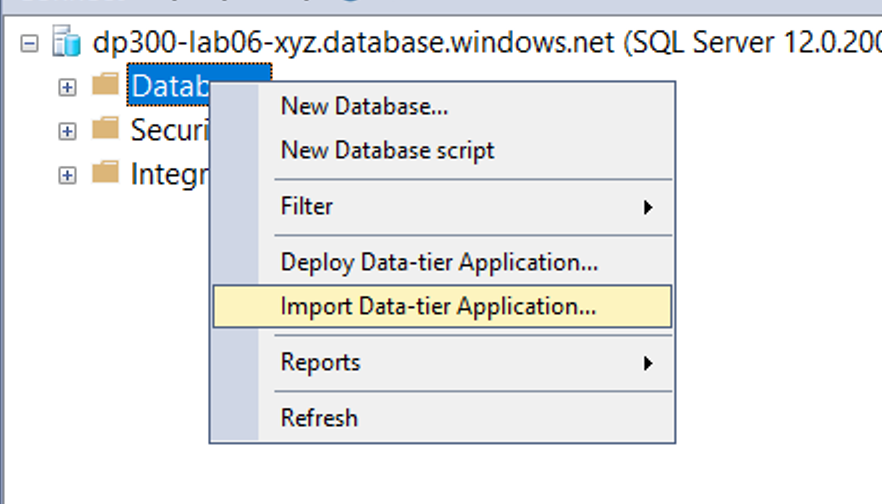 dp300-lab06-xyz.database.windows.net (SQL Server 12.0.200
Datab
Securi
Integr
New Database...
New Database script
Filter
Deploy Data-tier Application...
Import Data-tier Application...
Reports
Refresh